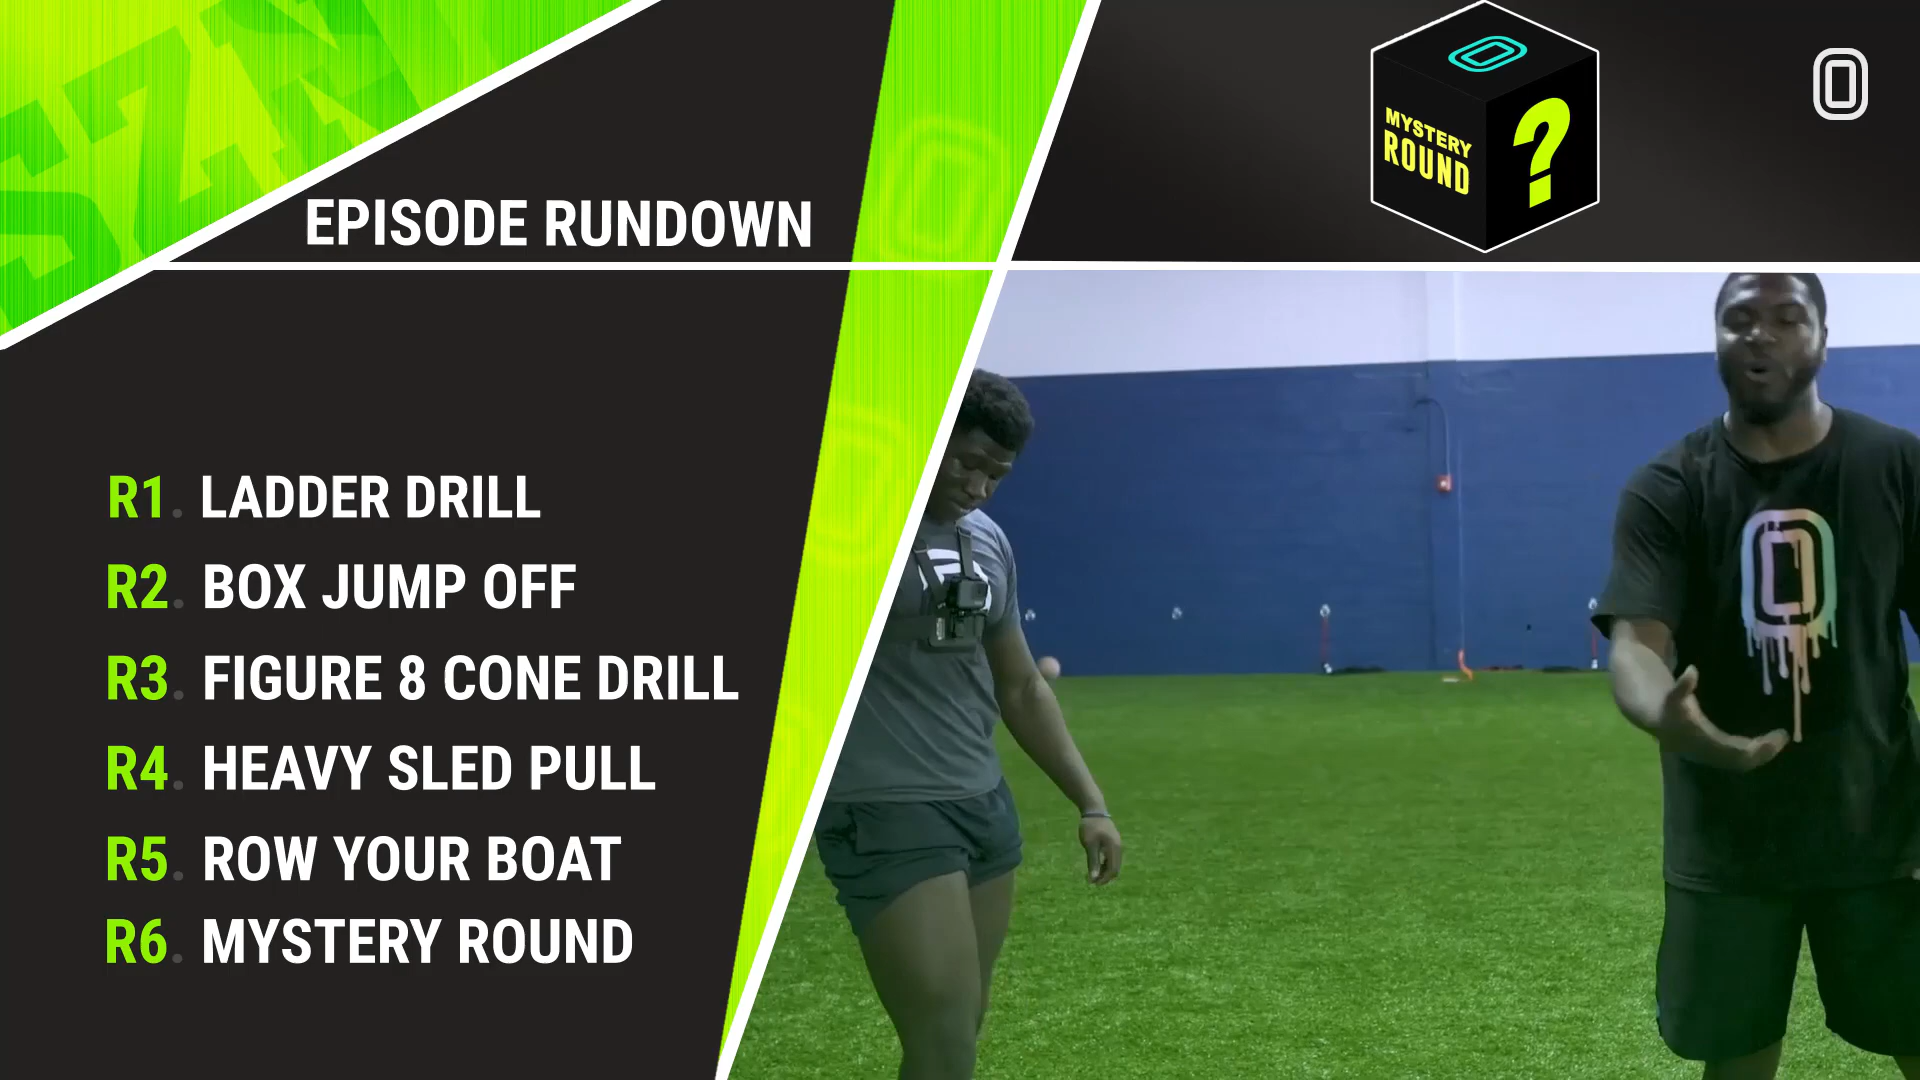 SZN
EPISODE RUNDOWN
MYSTERY
ROUND
?
R1. LADDER DRILL
R2. BOX JUMP OFF
R3. FIGURE 8 CONE DRILL
R4. HEAVY SLED PULL
R5. ROW YOUR BOAT
R6. MYSTERY ROUND